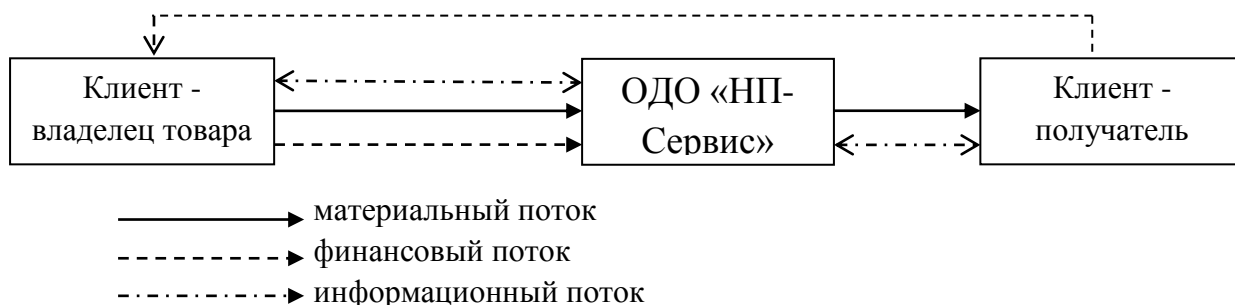 Клиент -
владелец товара
ОДО «НП-
Сервис»
Клиент -
получатель
материальный поток
финансовый поток
информационный поток